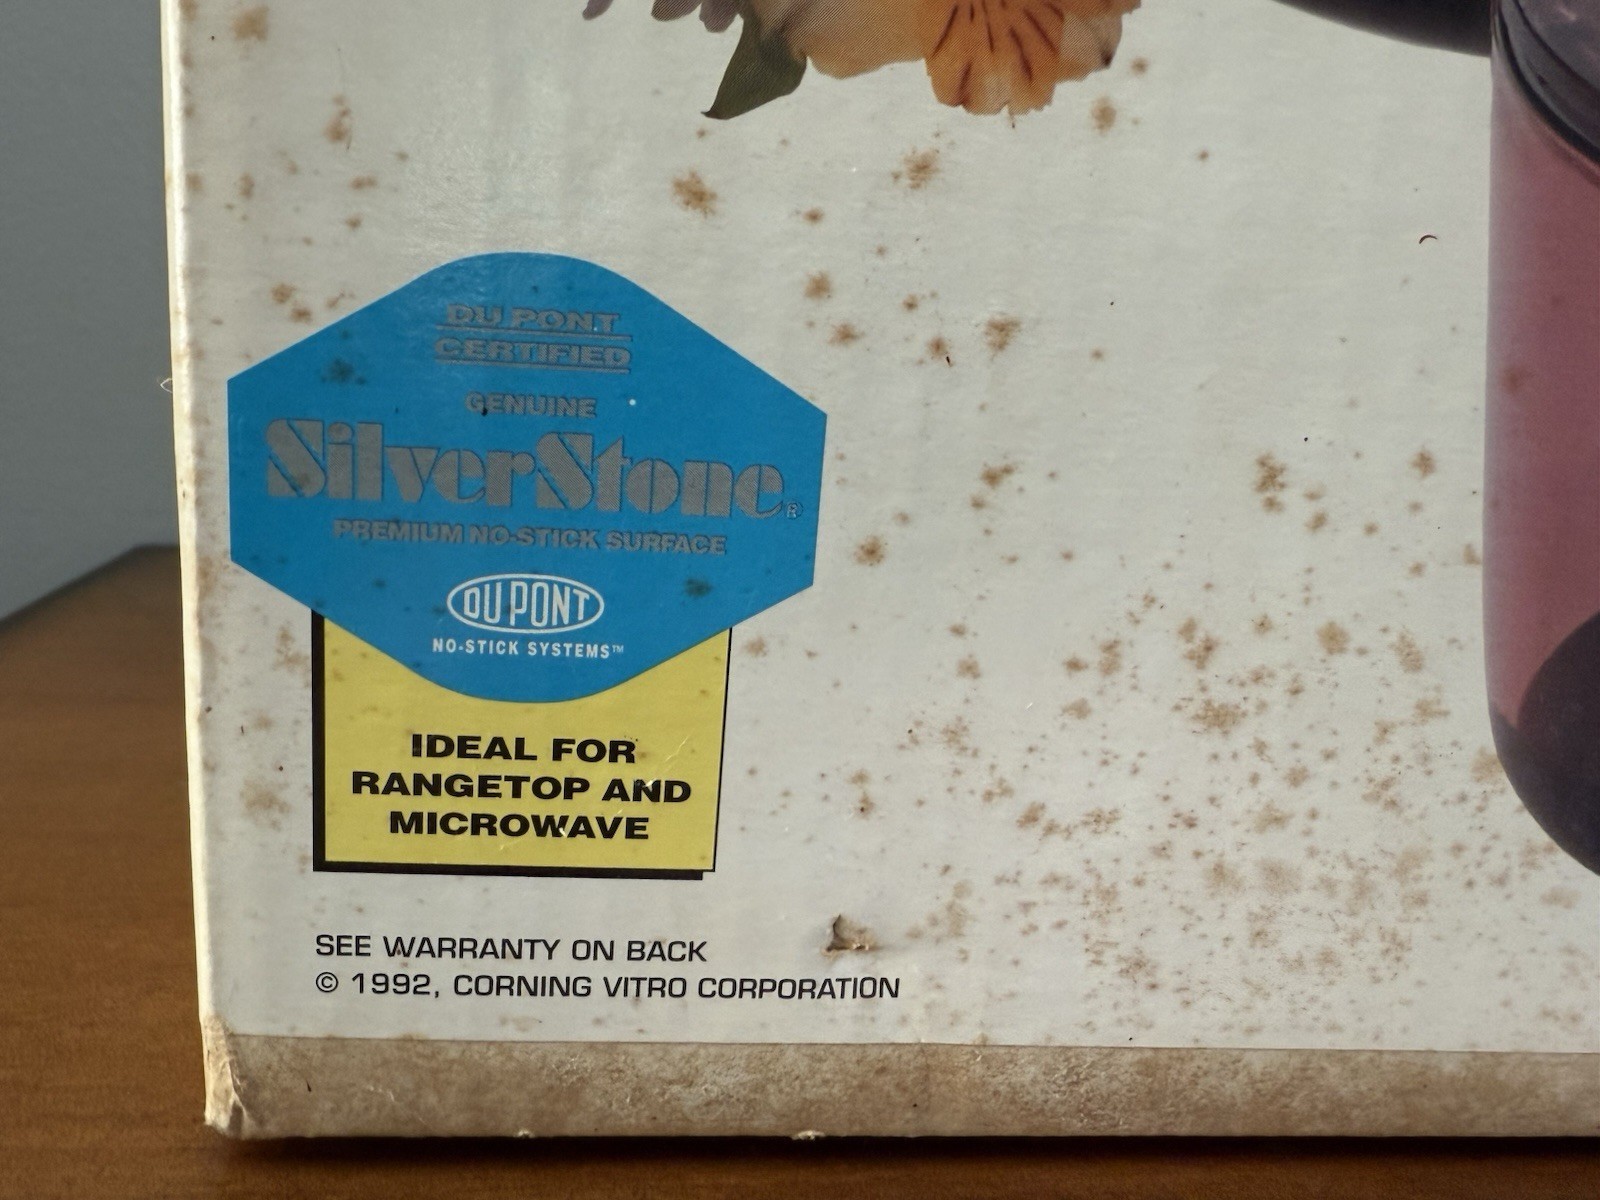 DU PONT
CERTIFIED
GENUINE
SilverStone®
PREMIUM NO-STICK SURFACE
DU PONT
NO-STICK SYSTEMS™
IDEAL FOR
RANGETOP AND
MICROWAVE
SEE WARRANTY ON BACK
© 1992, CORNING VITRO CORPORATION